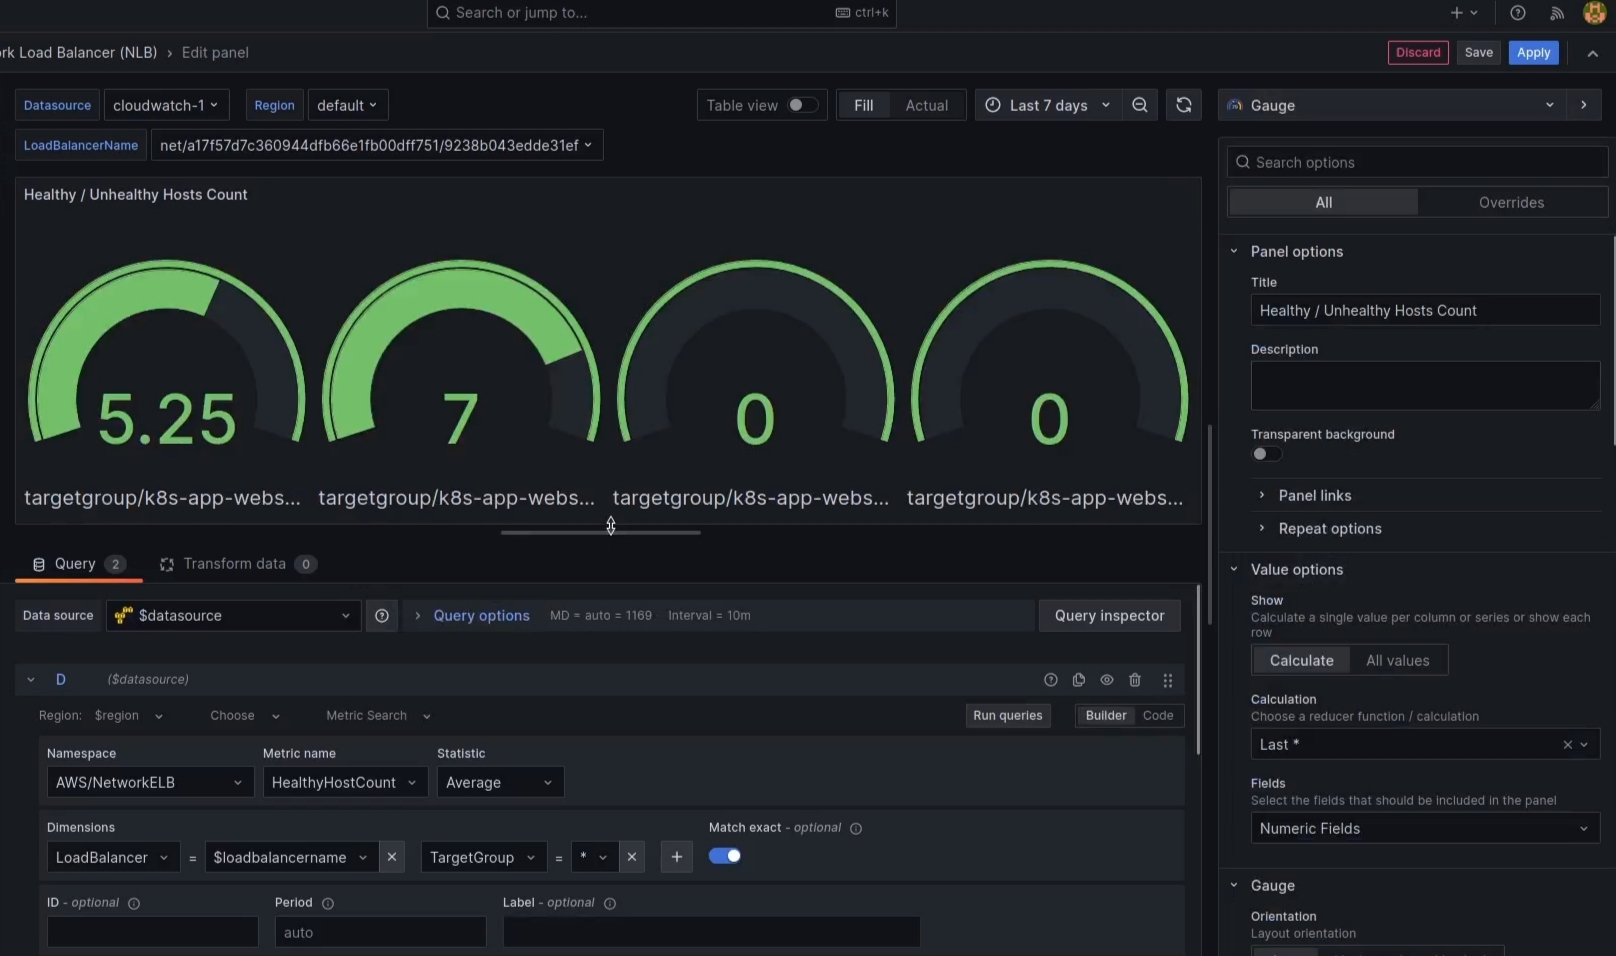 Search or jump to... ctrl+k
rk Load Balancer (NLB) › Edit panel
Discard Save Apply
Datasource cloudwatch-1 Region default
Table view Fill Actual Last 7 days
Gauge
LoadBalancerName net/a17f57d7c360944dfb66e1fb00dff751/9238b043edde31ef
Search options
All Overrides
Healthy / Unhealthy Hosts Count
5.25 7 0 0
targetgroup/k8s-app-webs... targetgroup/k8s-app-webs... targetgroup/k8s-app-webs... targetgroup/k8s-app-webs...
Query 2 Transform data 0
Data source $datasource Query options MD = auto = 1169 Interval = 10m Query inspector
D ($datasource)
Region: $region Choose Metric Search Run queries Builder Code
Namespace Metric name Statistic
AWS/NetworkELB HealthyHostCount Average
Dimensions Match exact - optional
LoadBalancer = $loadbalancername TargetGroup = *
ID - optional Period Label - optional
auto
Panel options
Title
Healthy / Unhealthy Hosts Count
Description
Transparent background
Panel links
Repeat options
Value options
Show
Calculate a single value per column or series or show each
row
Calculate All values
Calculation
Choose a reducer function / calculation
Last *
Fields
Select the fields that should be included in the panel
Numeric Fields
Gauge
Orientation
Layout orientation